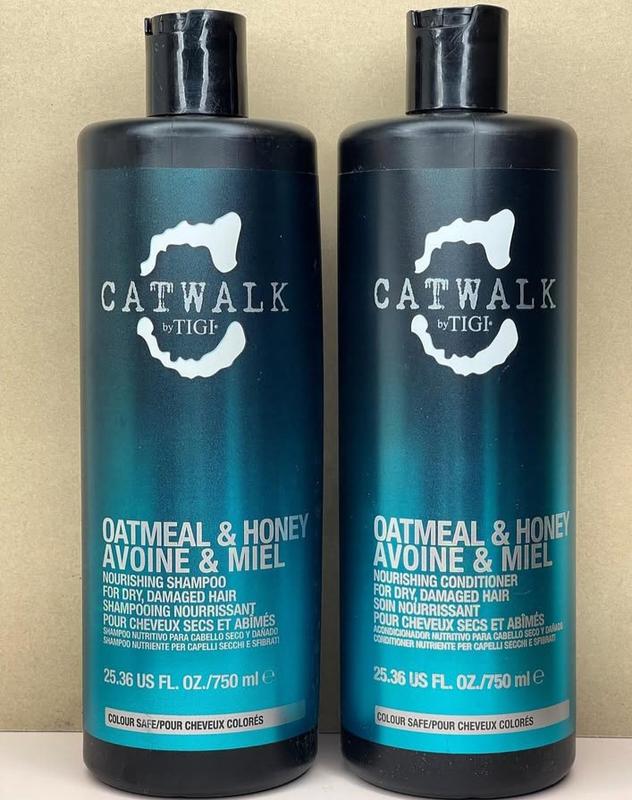 CATWALK
by TIGI®
OATMEAL & HONEY
AVOINE & MIEL
NOURISHING SHAMPOO
FOR DRY, DAMAGED HAIR
SHAMPOOING NOURRISSANT
POUR CHEVEUX SECS ET ABÎMÉS
SHAMPOO NUTRITIVO PARA CABELLO SECO Y DAÑADO
SHAMPOO NUTRIENTE PER CAPELLI SECCHI E SFIBRATI
25.36 US FL. OZ./750 ml ℮
COLOUR SAFE/POUR CHEVEUX COLORÉS
CATWALK
by TIGI®
OATMEAL & HONEY
AVOINE & MIEL
NOURISHING CONDITIONER
FOR DRY, DAMAGED HAIR
SOIN NOURISSANT
POUR CHEVEUX SECS ET ABÎMÉS
ACONDICIONADOR NUTRITIVO PARA CABELLO SECO Y DAÑADO
CONDITIONER NUTRIENTE PER CAPELLI SECCHI E SFIBRATI
25.36 US FL. OZ./750 ml ℮
COLOUR SAFE/POUR CHEVEUX COLORÉS